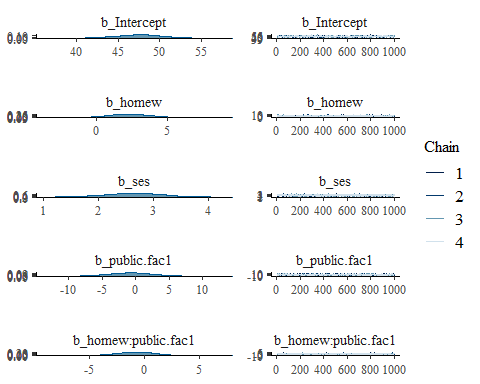 b_Intercept
40 45 50 55
b_Intercept
0 200 400 600 800 1000
b_homew
0 5
b_homew
0 200 400 600 800 1000
Chain
1
2
3
4
b_ses
1 2 3 4
b_ses
0 200 400 600 800 1000
b_public.fac1
-10 -5 0 5 10
b_public.fac1
-10
0 200 400 600 800 1000
b_homew:public.fac1
-5 0 5
b_homew:public.fac1
0 200 400 600 800 1000